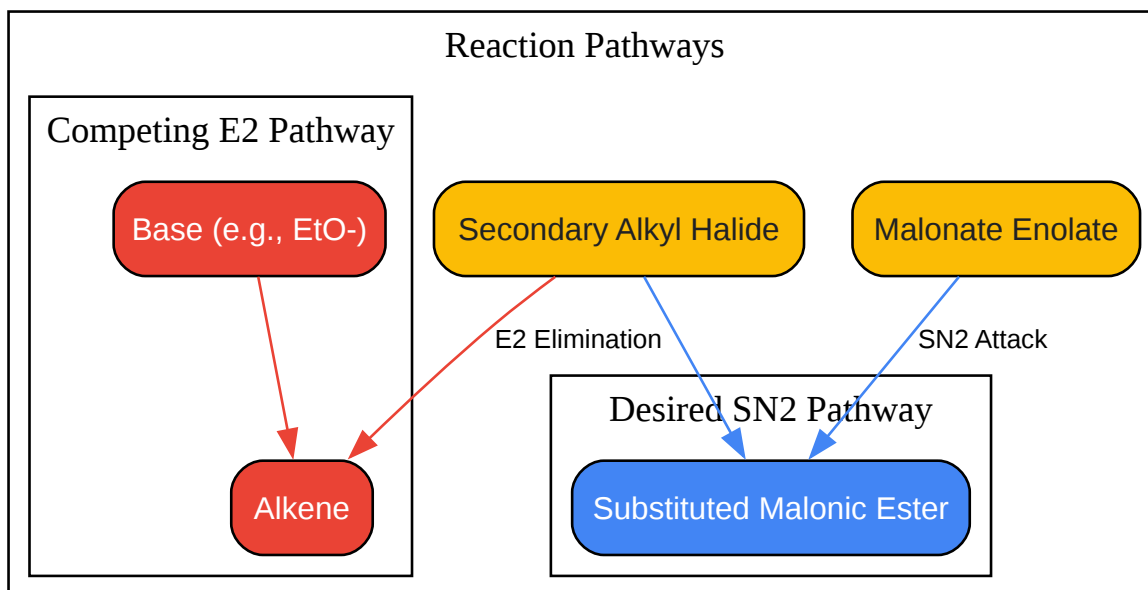 Reaction Pathways
Competing E2 Pathway
Base (e.g., EtO-)
Secondary Alkyl Halide
Malonate Enolate
E2 Elimination
SN2 Attack
Desired SN2 Pathway
Alkene
Substituted Malonic Ester